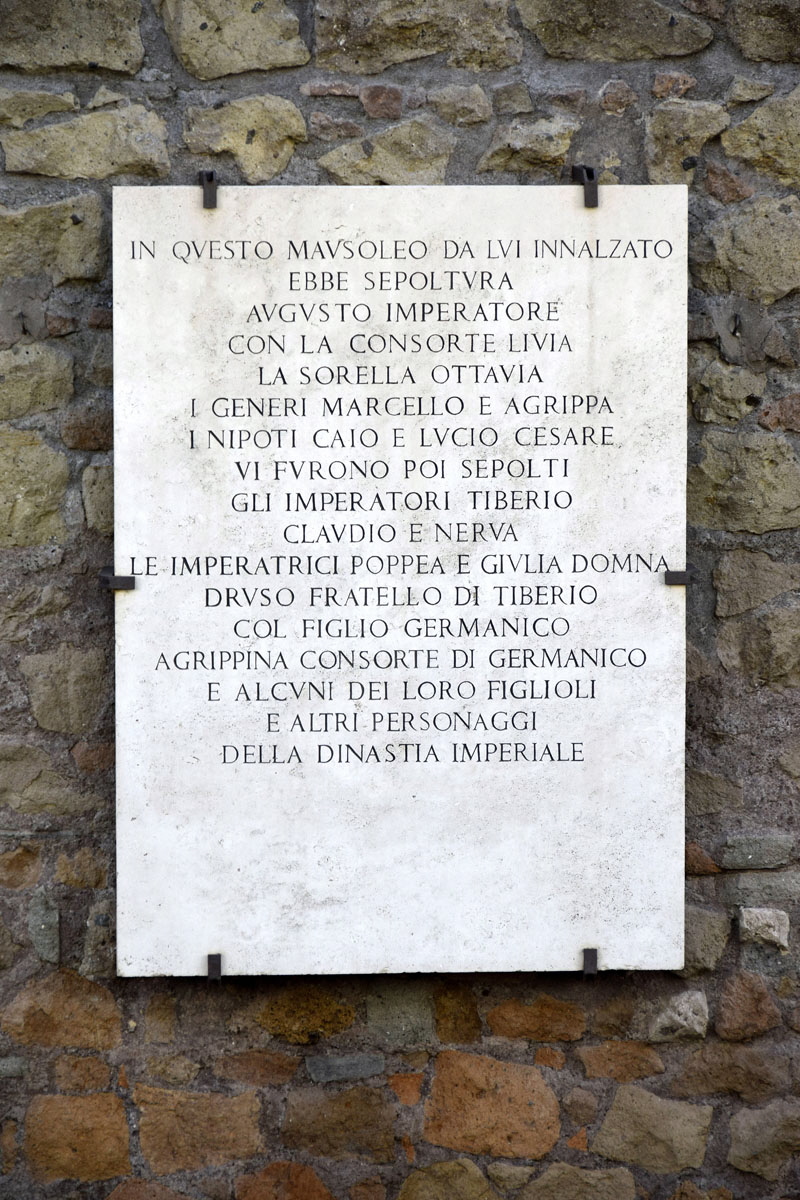 IN QVESTO MAVSOLEO DA LVI INNALZATO
EBBE SEPOLTVRA
AVGVSTO IMPERATORE
CON LA CONSORTE LIVIA
LA SORELLA OTTAVIA
I GENERI MARCELLO E AGRIPPA
I NIPOTI CAIO E LVCIO CESARE
VI FVRONO POI SEPOLTI
GLI IMPERATORI TIBERIO
CLAVDIO E NERVA
LE IMPERATRICI POPPEA E GIVLIA DOMNA
DRVSO FRATELLO DI TIBERIO
COL FIGLIO GERMANICO
AGRIPPINA CONSORTE DI GERMANICO
E ALCVNI DEI LORO FIGLIOLI
E ALTRI PERSONAGGI
DELLA DINASTIA IMPERIALE